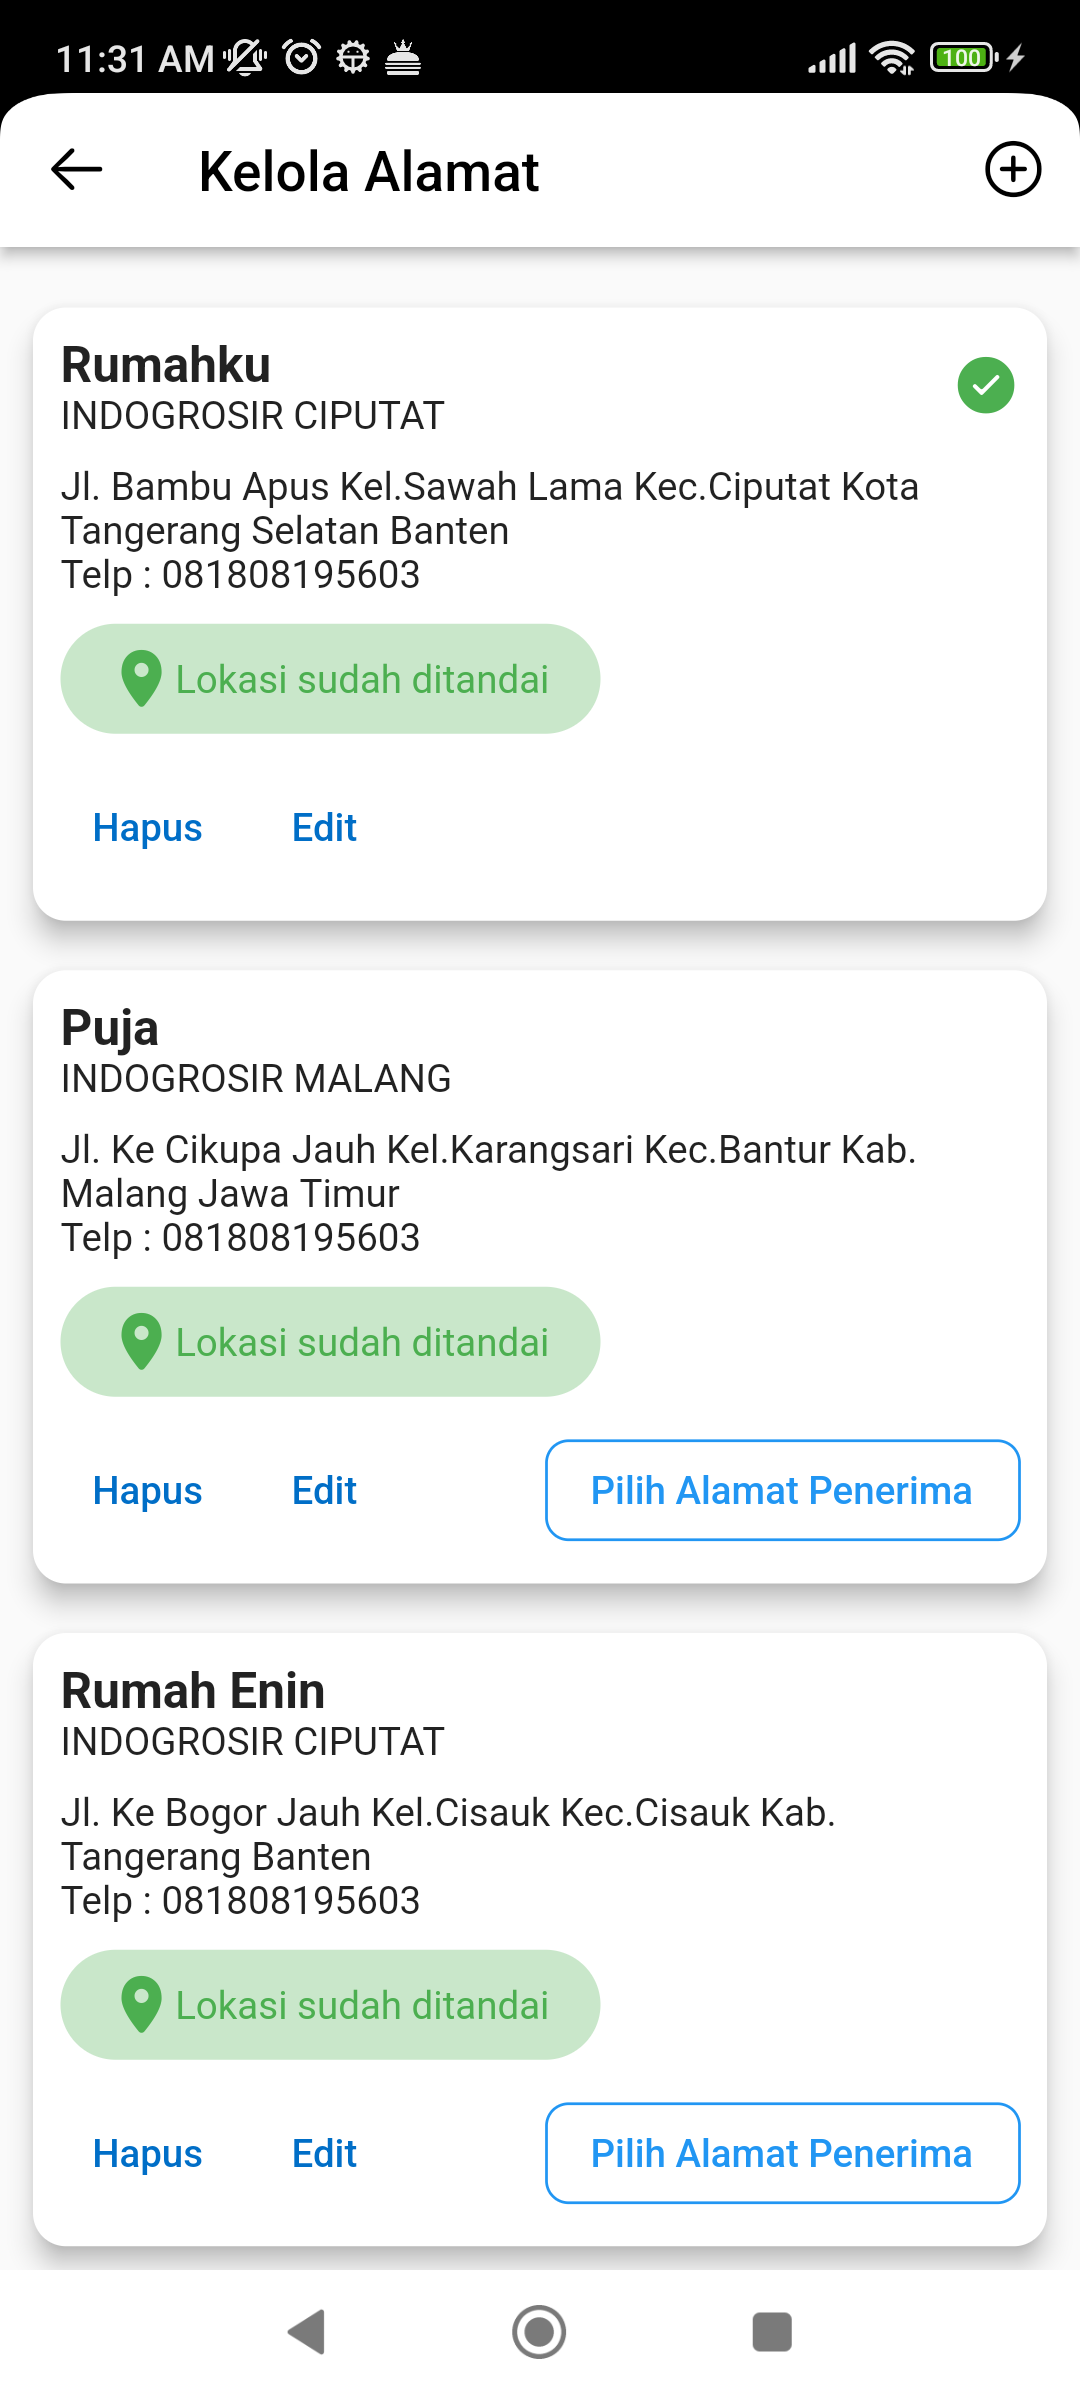 11:31 AM
100
Kelola Alamat
Rumahku
INDOGROSIR CIPUTAT
Jl. Bambu Apus Kel.Sawah Lama Kec.Ciputat Kota
Tangerang Selatan Banten
Telp : 081808195603
Lokasi sudah ditandai
Hapus Edit
Puja
INDOGROSIR MALANG
Jl. Ke Cikupa Jauh Kel.Karangsari Kec.Bantur Kab.
Malang Jawa Timur
Telp : 081808195603
Lokasi sudah ditandai
Hapus Edit Pilih Alamat Penerima
Rumah Enin
INDOGROSIR CIPUTAT
Jl. Ke Bogor Jauh Kel.Cisauk Kec.Cisauk Kab.
Tangerang Banten
Telp : 081808195603
Lokasi sudah ditandai
Hapus Edit Pilih Alamat Penerima